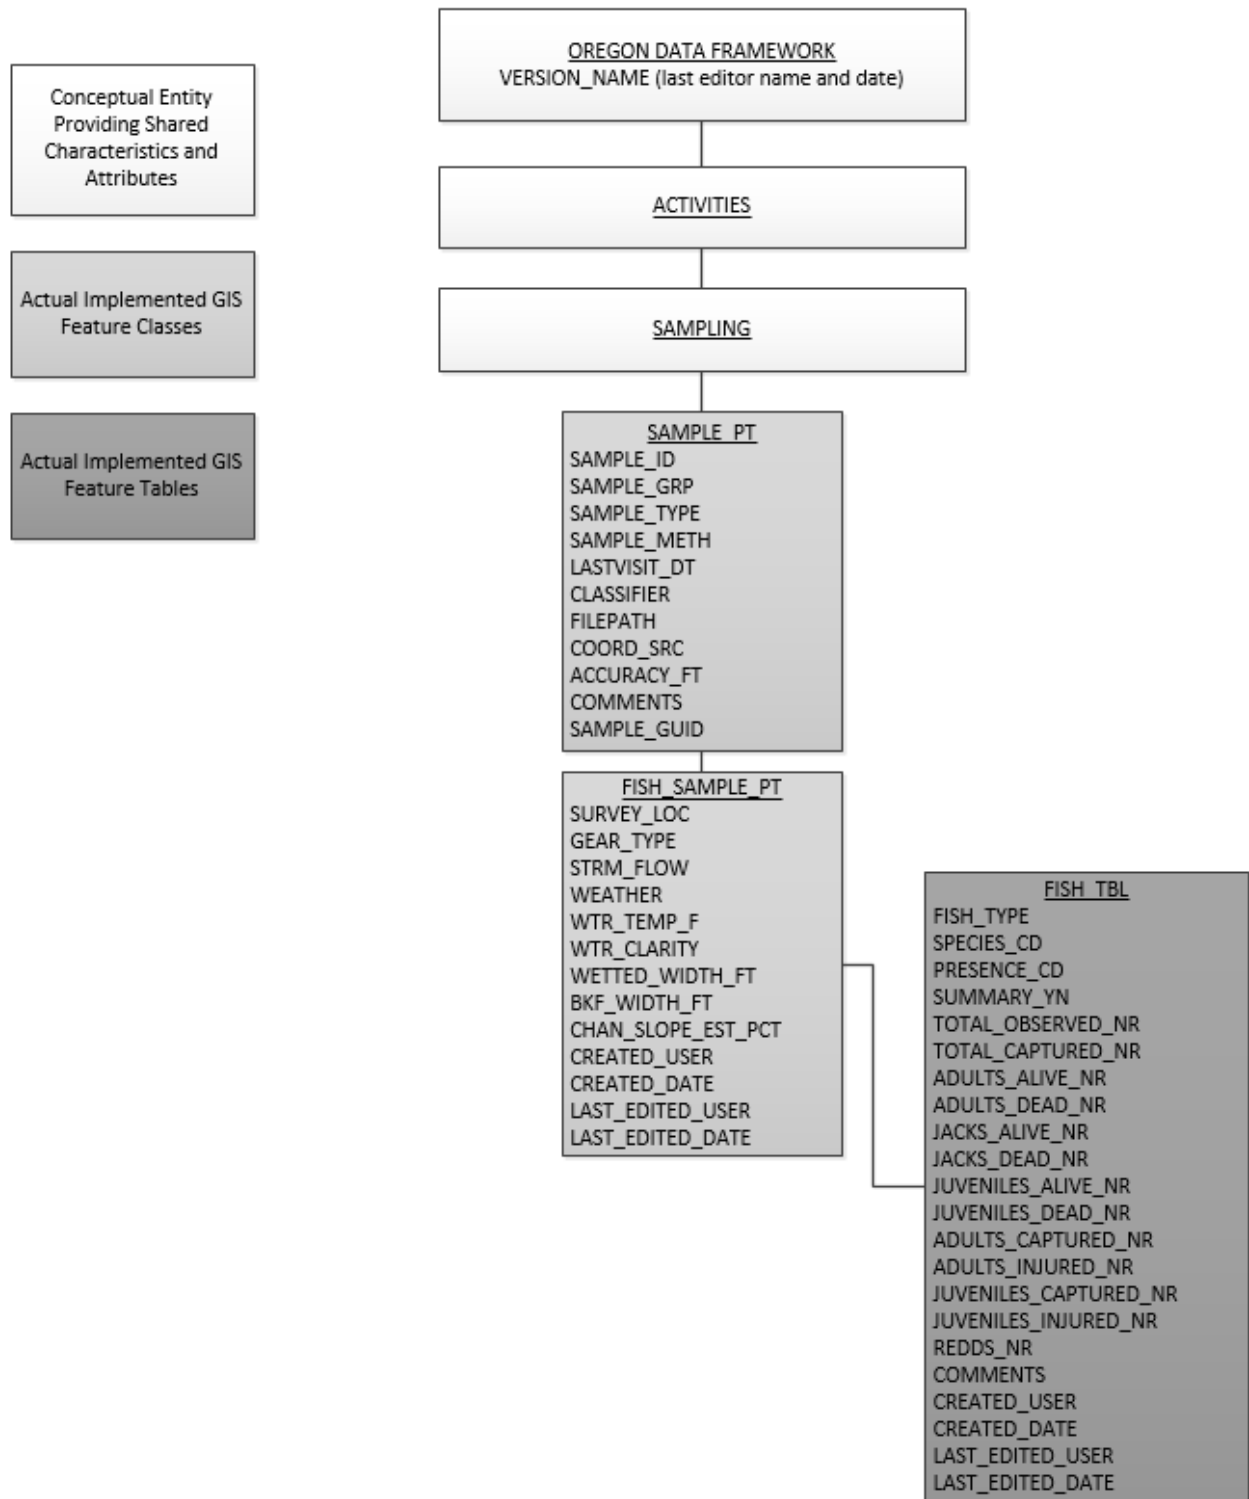 OREGON DATA FRAMEWORK
VERSION_NAME (last editor name and date)
Conceptual Entity
Providing Shared
Characteristics and
Attributes
ACTIVITIES
Actual Implemented GIS
Feature Classes
SAMPLING
Actual Implemented GIS
Feature Tables
SAMPLE_PT
SAMPLE_ID
SAMPLE_GRP
SAMPLE_TYPE
SAMPLE_METH
LASTVISIT_DT
CLASSIFIER
FILEPATH
COORD_SRC
ACCURACY_FT
COMMENTS
SAMPLE_GUID
FISH_SAMPLE_PT
SURVEY_LOC
GEAR_TYPE
STRM_FLOW
WEATHER
WTR_TEMP_F
WTR_CLARITY
WETTED_WIDTH_FT
BKF_WIDTH_FT
CHAN_SLOPE_EST_PCT
CREATED_USER
CREATED_DATE
LAST_EDITED_USER
LAST_EDITED_DATE
FISH_TBL
FISH_TYPE
SPECIES_CD
PRESENCE_CD
SUMMARY_YN
TOTAL_OBSERVED_NR
TOTAL_CAPTURED_NR
ADULTS_ALIVE_NR
ADULTS_DEAD_NR
JACKS_ALIVE_NR
JACKS_DEAD_NR
JUVENILES_ALIVE_NR
JUVENILES_DEAD_NR
ADULTS_CAPTURED_NR
ADULTS_INJURED_NR
JUVENILES_CAPTURED_NR
JUVENILES_INJURED_NR
REDDS_NR
COMMENTS
CREATED_USER
CREATED_DATE
LAST_EDITED_USER
LAST_EDITED_DATE